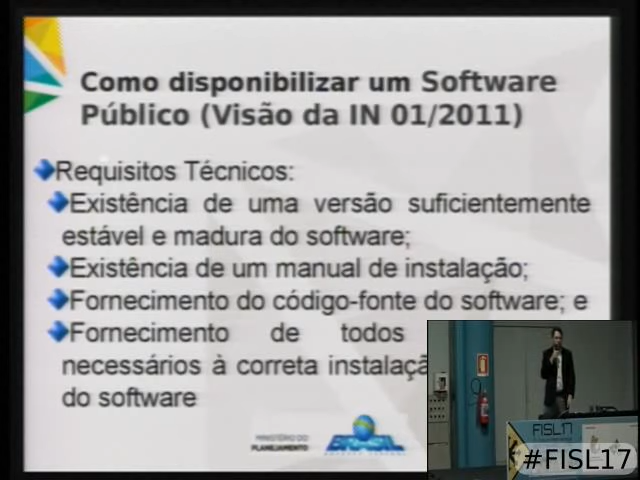 Como disponibilizar um Software
Público (Visão da IN 01/2011)
Requisitos Técnicos:
Existência de uma versão suficientemente
estável e madura do software;
Existência de um manual de instalação;
Fornecimento do código-fonte do software; e
Fornecimento de todos
necessários à correta instalaçã
do software
MINISTÉRIO DO
PLANEJAMENTO
BRASIL
FISL17
#FISL17